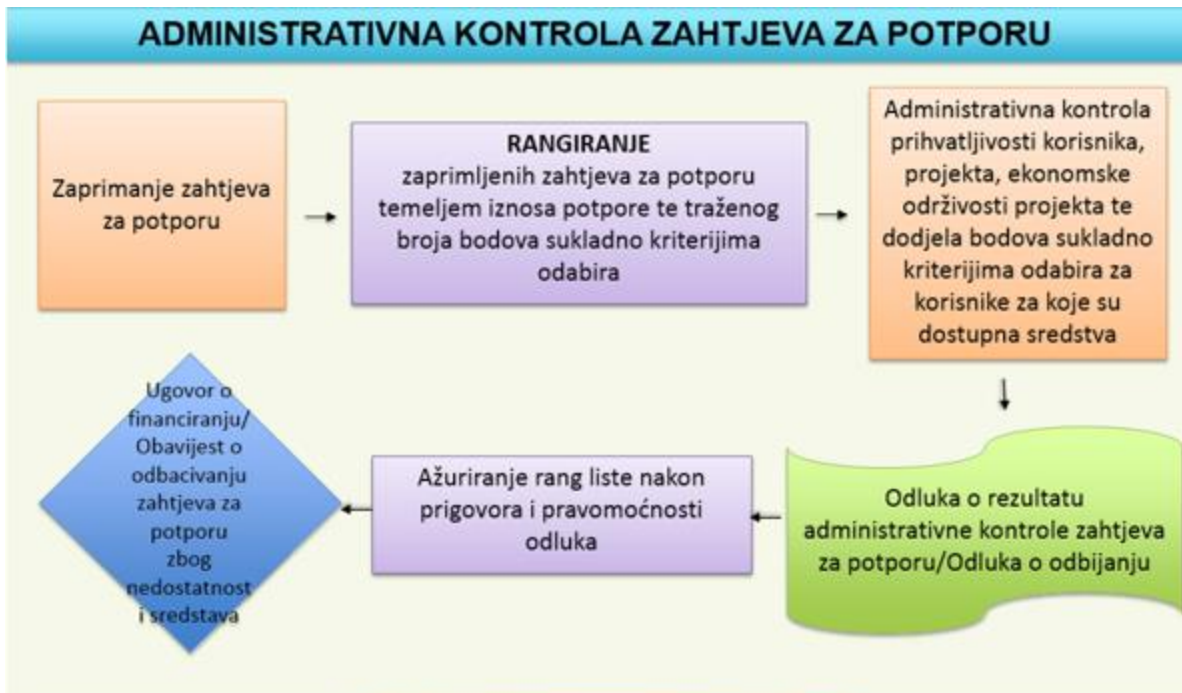 ADMINISTRATIVNA KONTROLA ZAHTJEVA ZA POTPORU
Zaprimanje zahtjeva
za potporu
RANGIRANJE
zaprimljenih zahtjeva za potporu
temeljem iznosa potpore te traženog
broja bodova sukladno kriterijima
odabira
Administrativna kontrola
prihvatljivosti korisnika,
projekta, ekonomske
održivosti projekta te
dodjela bodova sukladno
kriterijima odabira za
korisnike za koje su
dostupna sredstva
Odluka o rezultatu
administrativne kontrole zahtjeva
za potporu/Odluka o odbijanju
Ažuriranje rang liste nakon
prigovora i pravomoćnosti
odluka
Ugovor o
financiranju/
Obavijest o
odbacivanju
zahtjeva za
potporu
zbog
nedostatnost
i sredstava